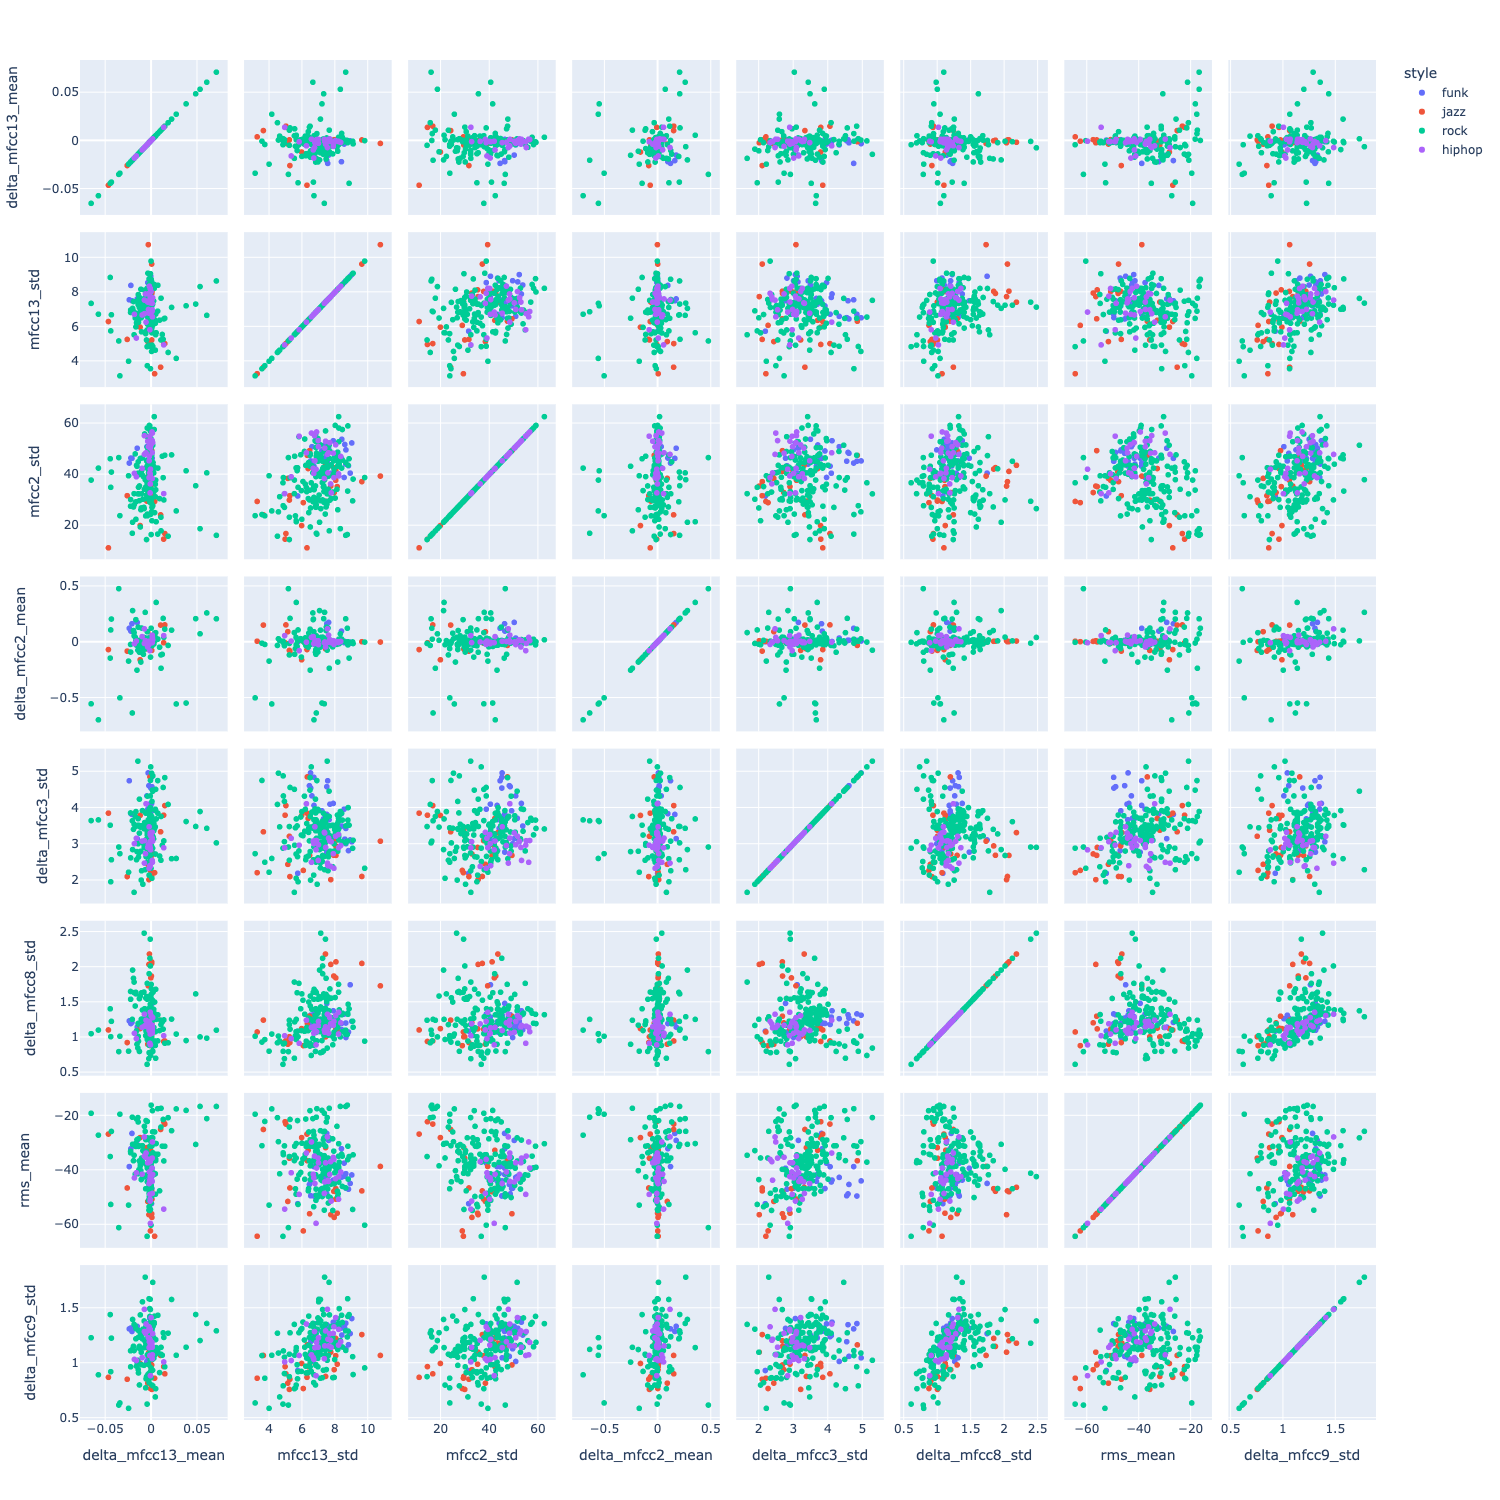 style
funk
jazz
rock
hiphop
delta_mfcc13_mean
0.05
0
−0.05
mfcc13_std
10
8
6
4
mfcc2_std
60
40
20
delta_mfcc2_mean
0.5
0
−0.5
delta_mfcc3_std
5
4
3
2
delta_mfcc8_std
2.5
2
1.5
1
0.5
rms_mean
−20
−40
−60
delta_mfcc9_std
1.5
1
0.5
−0.05 0 0.05 4 6 8 10 20 40 60 −0.5 0 0.5 2 3 4 5 0.5 1 1.5 2 2.5 −60 −40 −20 0.5 1 1.5
delta_mfcc13_mean mfcc13_std mfcc2_std delta_mfcc2_mean delta_mfcc3_std delta_mfcc8_std rms_mean delta_mfcc9_std